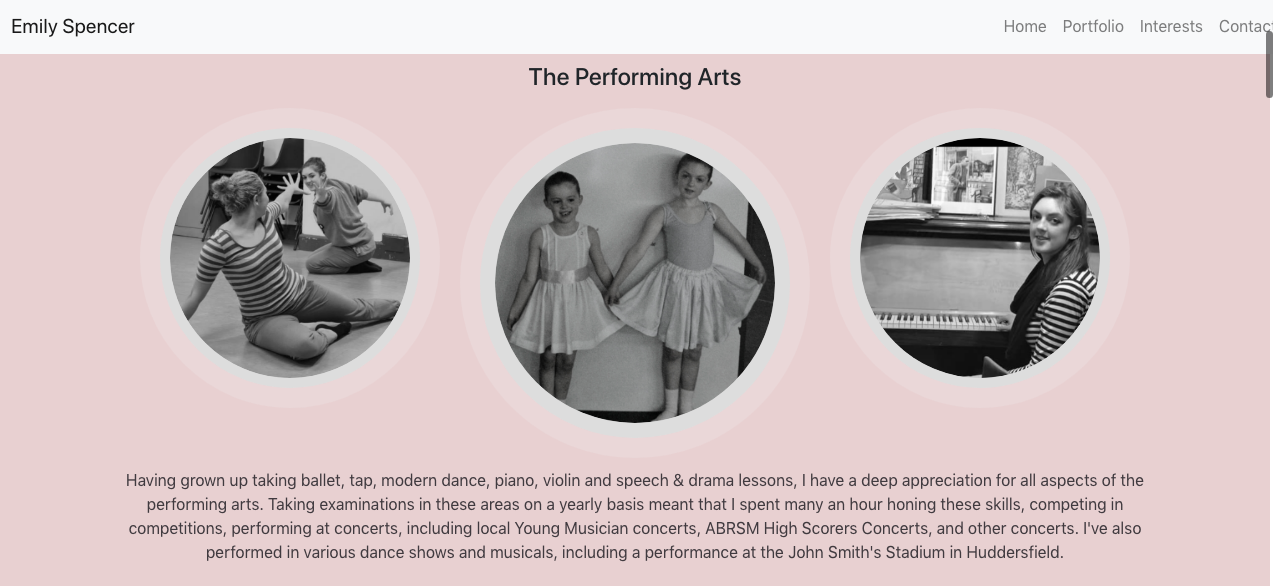 Emily Spencer
Home Portfolio Interests Contact
The Performing Arts
Having grown up taking ballet, tap, modern dance, piano, violin and speech & drama lessons, I have a deep appreciation for all aspects of the
performing arts. Taking examinations in these areas on a yearly basis meant that I spent many an hour honing these skills, competing in
competitions, performing at concerts, including local Young Musician concerts, ABRSM High Scorers Concerts, and other concerts. I've also
performed in various dance shows and musicals, including a performance at the John Smith's Stadium in Huddersfield.